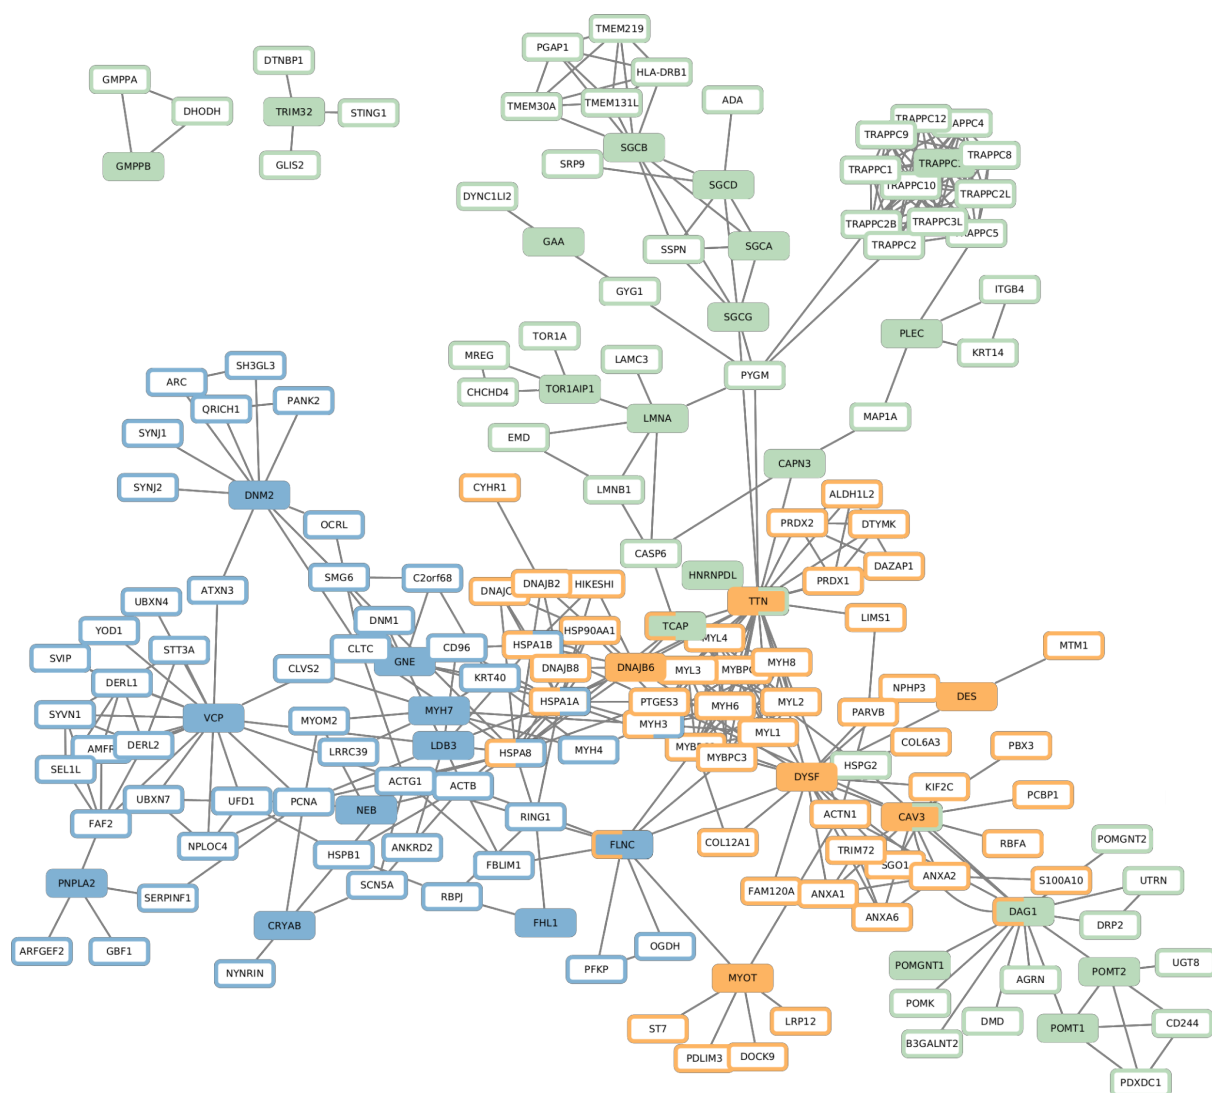 TMEM219
PGAP1
DTNBP1
HLA-DRB1
GMPPA
TMEM30A
TMEM131L
ADA
DHODH
TRIM32
STING1
TRAPPC12
TRAPPC9
SGCB
GLIS2
GMPPB
SRP9
TRAPPC8
TRAPPC1
SGCD
TRAPPC10
TRAPPC2L
DYNC1LI2
TRAPPC2B
TRAPPC3L
GAA
SSPN
SGCA
TRAPPC2
GYG1
ITGB4
SGCG
PLEC
TOR1A
KRT14
MREG
LAMC3
SH3GL3
ARC
PYGM
CHCHD4
TOR1AIP1
PANK2
QRICH1
LMNA
MAP1A
SYNJ1
EMD
CAPN3
SYNJ2
CYHR1
LMNB1
DNM2
ALDH1L2
OCRL
PRDX2
DTYMK
CASP6
DAZAP1
HNRNPDL
SMG6
C2orf68
DNAJB2
HIKESHI
PRDX1
ATXN3
UBXN4
TTN
DNM1
LIMS1
YOD1
HSP90AA1
TCAP
MYL4
STT3A
SVIP
CLTC
CD96
HSPA1B
MTM1
GNE
CLVS2
DNAJB8
DNAJB6
MYH8
DERL1
KRT40
MYL3
NPHP3
DES
HSPA1A
PTGES3
MYL2
SYVN1
VCP
MYOM2
MYH7
MYH3
MYH6
PARVB
MYL1
DERL2
LRRC39
LDB3
HSPA8
MYH4
COL6A3
PBX3
SEL1L
MYBPC3
HSPG2
DYSF
UBXN7
UFD1
PCNA
ACTG1
ACTB
KIF2C
PCBP1
NEB
RING1
ACTN1
CAV3
FAF2
NPLOC4
HSPB1
ANKRD2
FBLIM1
FLNC
COL12A1
TRIM72
RBFA
POMGNT2
SGO1
PNPLA2
SCN5A
FAM120A
ANXA1
ANXA2
S100A10
UTRN
SERPINF1
RBPJ
ANXA6
DAG1
CRYAB
FHL1
DRP2
ARFGEF2
GBF1
OGDH
POMGNT1
UGT8
NYNRIN
PFKP
MYOT
AGRN
POMT2
POMK
ST7
LRP12
DMD
POMT1
CD244
B3GALNT2
PDLIM3
DOCK9
PDXDC1